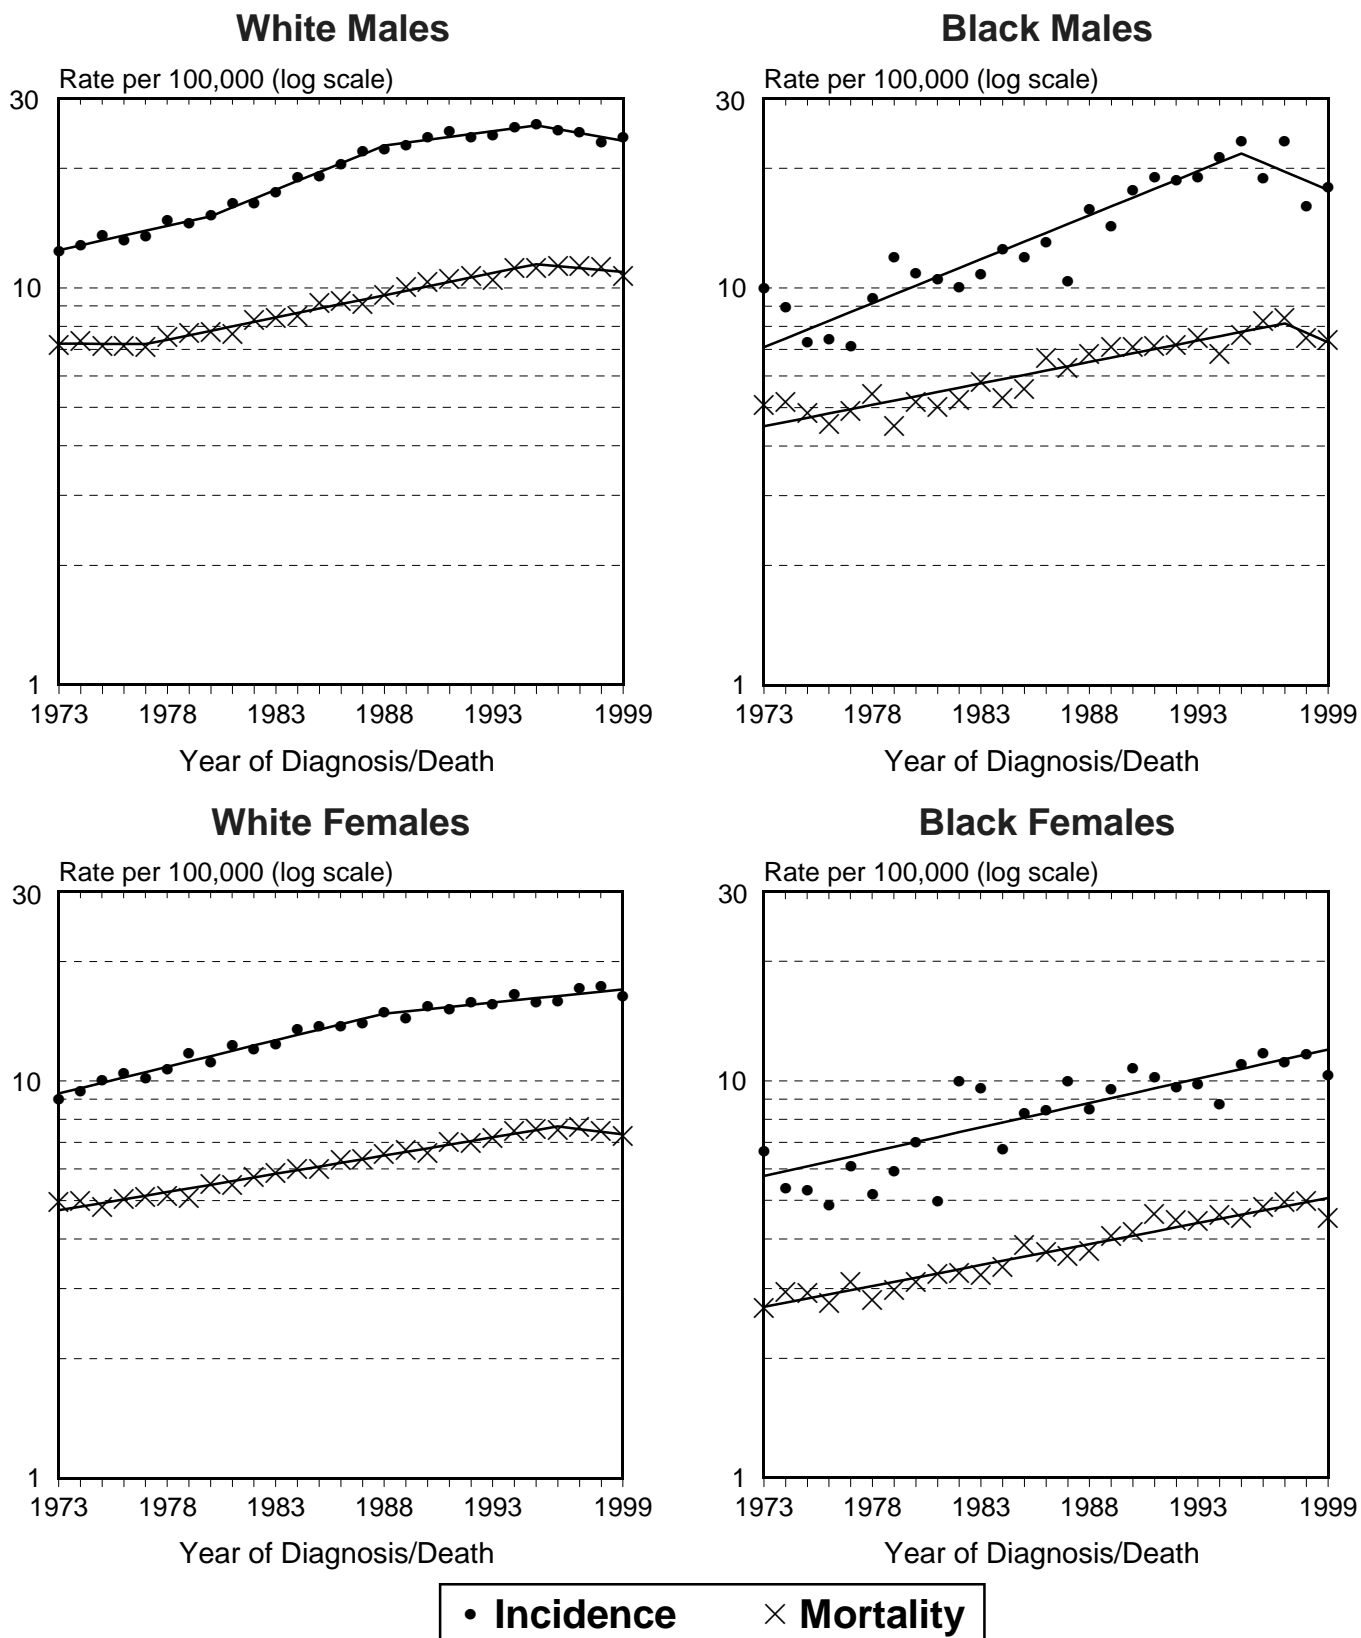 White Males
Rate per 100,000 (log scale)
30
10
1
1973 1978 1983 1988 1993 1999
Year of Diagnosis/Death
Black Males
Rate per 100,000 (log scale)
30
10
1
1973 1978 1983 1988 1993 1999
Year of Diagnosis/Death
White Females
Rate per 100,000 (log scale)
30
10
1
1973 1978 1983 1988 1993 1999
Year of Diagnosis/Death
Black Females
Rate per 100,000 (log scale)
30
10
1
1973 1978 1983 1988 1993 1999
Year of Diagnosis/Death
Incidence Mortality